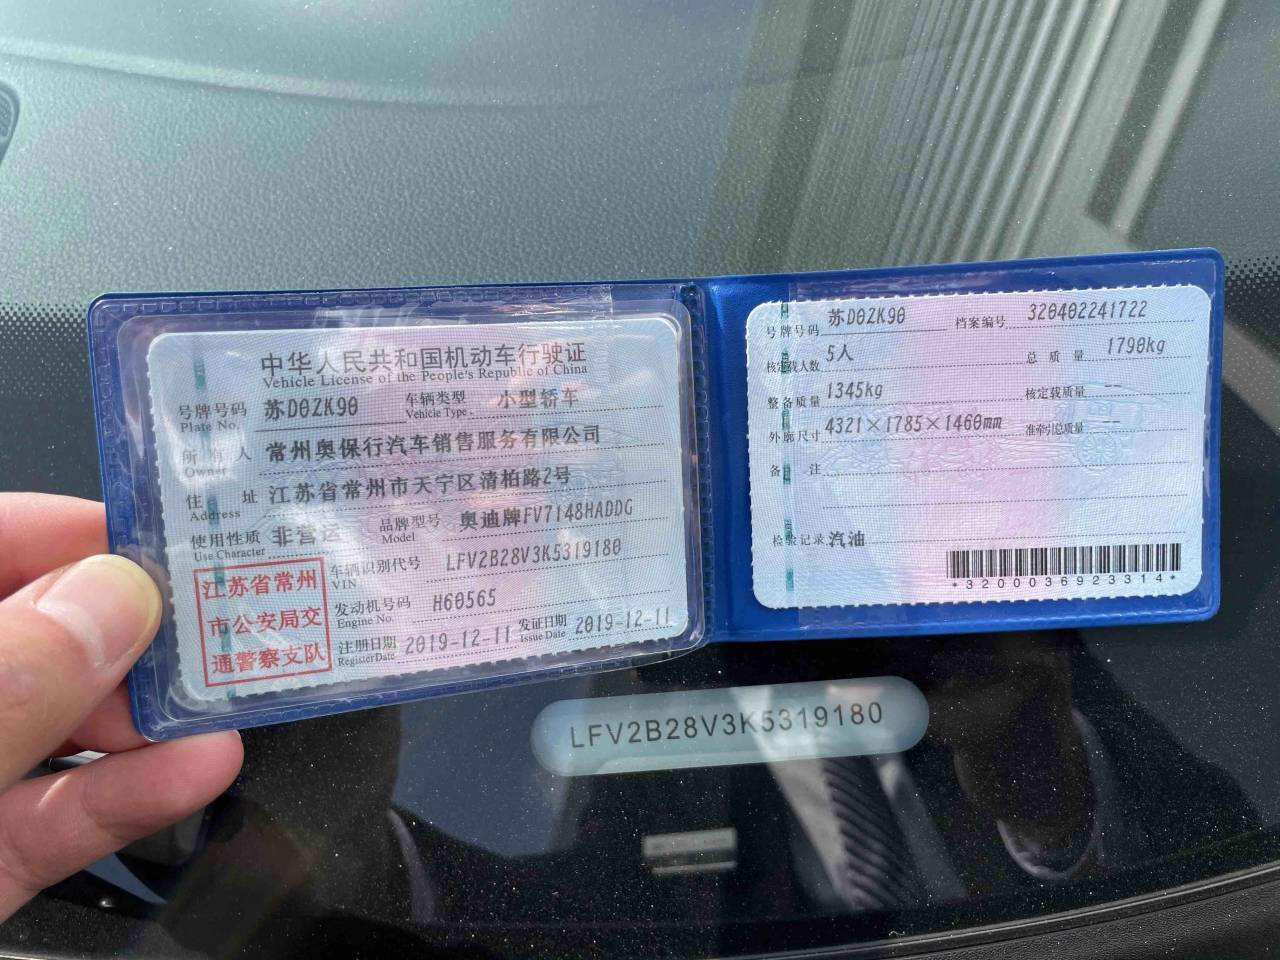 中华人民共和国机动车行驶证
Vehicle License of the People's Republic of China
号牌号码 苏D0ZK90 车辆类型 小型轿车
Plate No. Vehicle Type
所有人 常州奥保行汽车销售服务有限公司
Owner
住址 江苏省常州市天宁区清柏路2号
Address
使用性质 非营运 品牌型号 奥迪牌FV7148HADDG
Use Character Model
江苏省常州
市公安局交
通警察支队
车辆识别代号 LFV2B28V3K5319180
VIN
发动机号码 H60565
Engine No.
注册日期 2019-12-11 发证日期 2019-12-11
Register Date Issue Date
号牌号码 苏D0ZK90 档案编号 320402241722
核定载人数 5人 总质量 1790kg
整备质量 1345kg 核定载质量 --
外廓尺寸 4321×1785×1460mm 准牵引总质量 --
备注
检验记录 汽油
*3200036923314*
LFV2B28V3K5319180